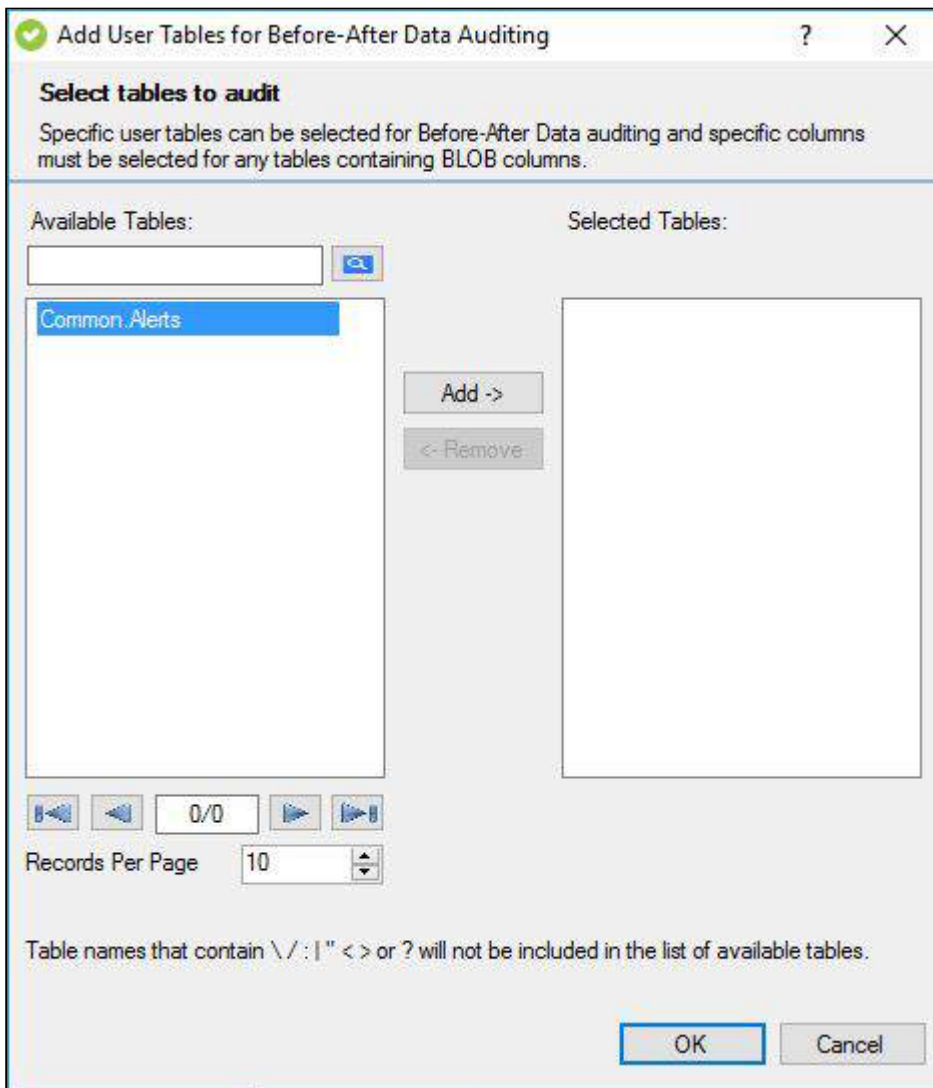 Add User Tables for Before-After Data Auditing ? X
Select tables to audit
Specific user tables can be selected for Before-After Data auditing and specific columns
must be selected for any tables containing BLOB columns.
Available Tables:
Selected Tables:
Common.Alerts
Add ->
<- Remove
0/0
Records Per Page 10
Table names that contain \ / : | " < > or ? will not be included in the list of available tables.
OK Cancel